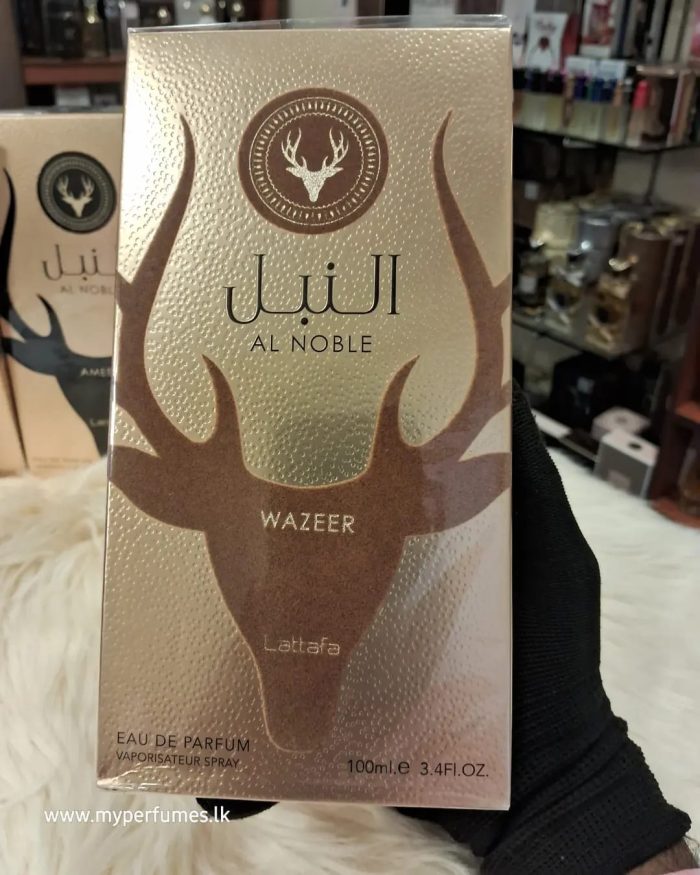 النبل
AL NOBLE
WAZEER
Lattafa
EAU DE PARFUM
VAPORISATEUR SPRAY
100ml.e 3.4Fl.OZ.
AL NOBLE
www.myperfumes.lk